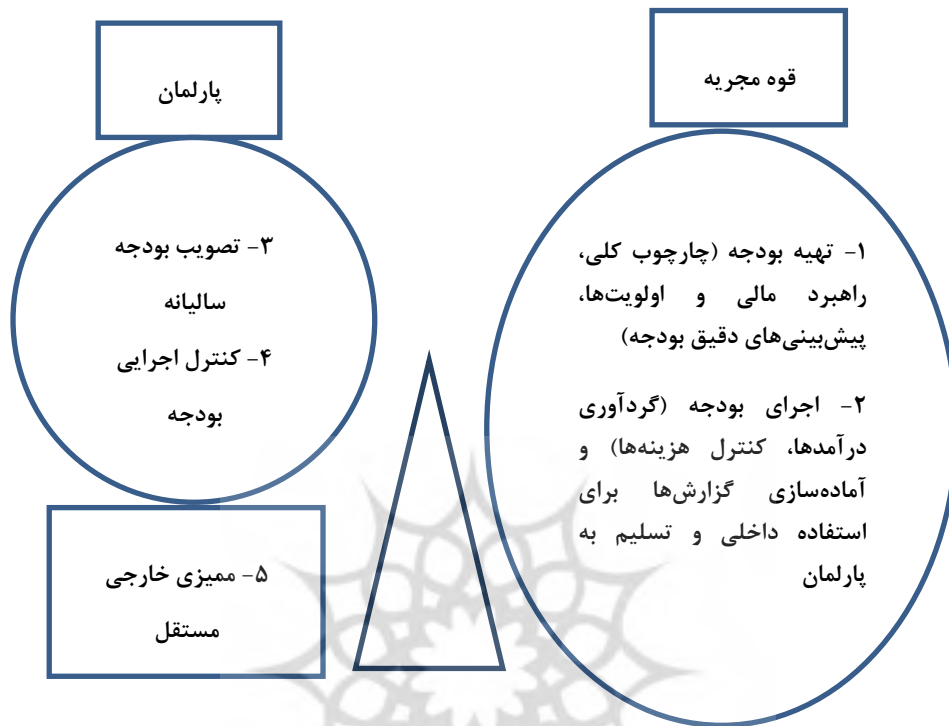 قوه مجریه
۱- تهیه بودجه (چارچوب کلی،
راهبرد مالی و اولویت‌ها،
پیش‌بینی‌های دقیق بودجه)
۲- اجرای بودجه (گردآوری
درآمدها، کنترل هزینه‌ها) و
آماده‌سازی گزارش‌ها برای
استفاده داخلی و تسلیم به
پارلمان
پارلمان
۳- تصویب بودجه
سالیانه
۴- کنترل اجرایی
بودجه
۵- ممیزی خارجی
مستقل